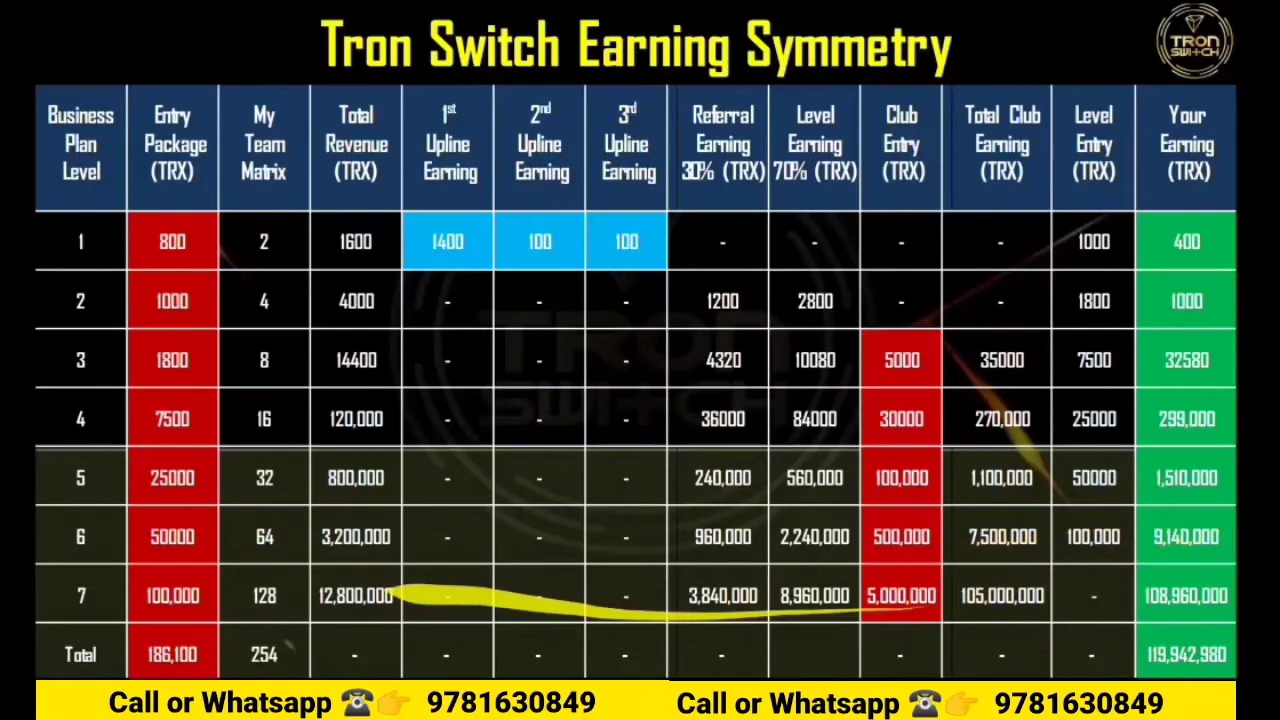 Tron Switch Earning Symmetry
TRON
SWITCH
Business Plan Level | Entry Package (TRX) | My Team Matrix | Total Revenue (TRX) | 1st Upline Earning | 2nd Upline Earning | 3rd Upline Earning | Referral Earning 30% (TRX) | Level Earning 70% (TRX) | Club Entry (TRX) | Total Club Earning (TRX) | Level Entry (TRX) | Your Earning (TRX)
1 | 800 | 2 | 1600 | 1400 | 100 | 100 | - | - | - | - | 1000 | 400
2 | 1000 | 4 | 4000 | - | - | - | 1200 | 2800 | - | - | 1800 | 1000
3 | 1800 | 8 | 14400 | - | - | - | 4320 | 10080 | 5000 | 35000 | 7500 | 32580
4 | 7500 | 16 | 120,000 | - | - | - | 36000 | 84000 | 30000 | 270,000 | 25000 | 299,000
5 | 25000 | 32 | 800,000 | - | - | - | 240,000 | 560,000 | 100,000 | 1,100,000 | 50000 | 1,510,000
6 | 50000 | 64 | 3,200,000 | - | - | - | 960,000 | 2,240,000 | 500,000 | 7,500,000 | 100,000 | 9,140,000
7 | 100,000 | 128 | 12,800,000 | - | - | - | 3,840,000 | 8,960,000 | 5,000,000 | 105,000,000 | - | 108,960,000
Total | 186,100 | 254 | - | - | - | - | - | - | - | - | - | 119,942,980
TRON
SWITCH
Call or Whatsapp ☎👉 9781630849 Call or Whatsapp ☎👉 9781630849